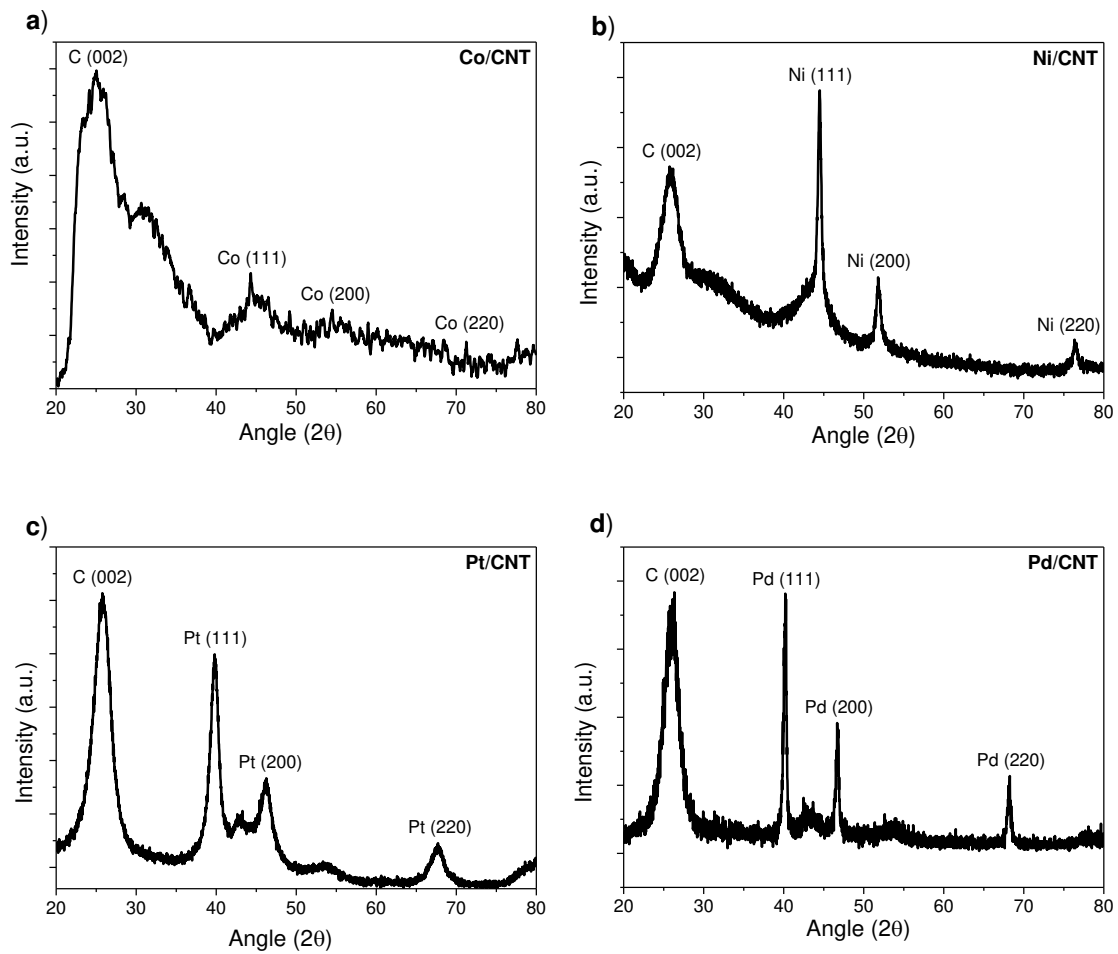 a)
Co/CNT
C (002)
Co (111)
Co (200)
Co (220)
Intensity (a.u.)
20 30 40 50 60 70 80
Angle (2θ)
b)
Ni/CNT
C (002)
Ni (111)
Ni (200)
Ni (220)
Intensity (a.u.)
20 30 40 50 60 70 80
Angle (2θ)
c)
Pt/CNT
C (002)
Pt (111)
Pt (200)
Pt (220)
Intensity (a.u.)
20 30 40 50 60 70 80
Angle (2θ)
d)
Pd/CNT
C (002)
Pd (111)
Pd (200)
Pd (220)
Intensity (a.u.)
20 30 40 50 60 70 80
Angle (2θ)